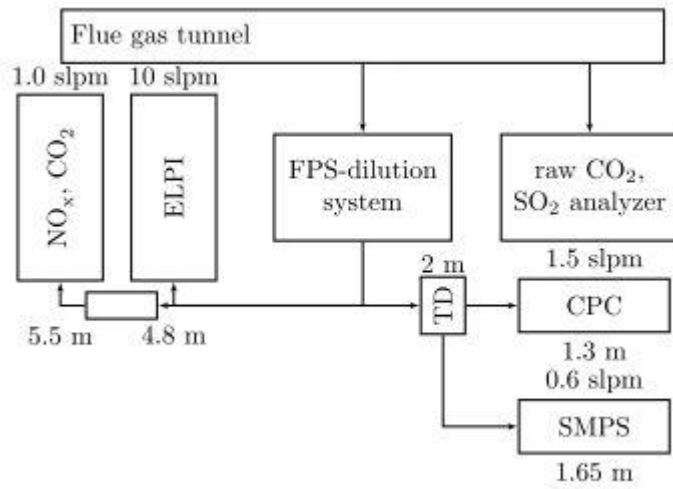 Flue gas tunnel
1.0 slpm
10 slpm
NOₓ, CO₂
ELPI
FPS-dilution
system
raw CO₂,
SO₂ analyzer
2 m
1.5 slpm
TD
CPC
5.5 m
4.8 m
1.3 m
0.6 slpm
SMPS
1.65 m